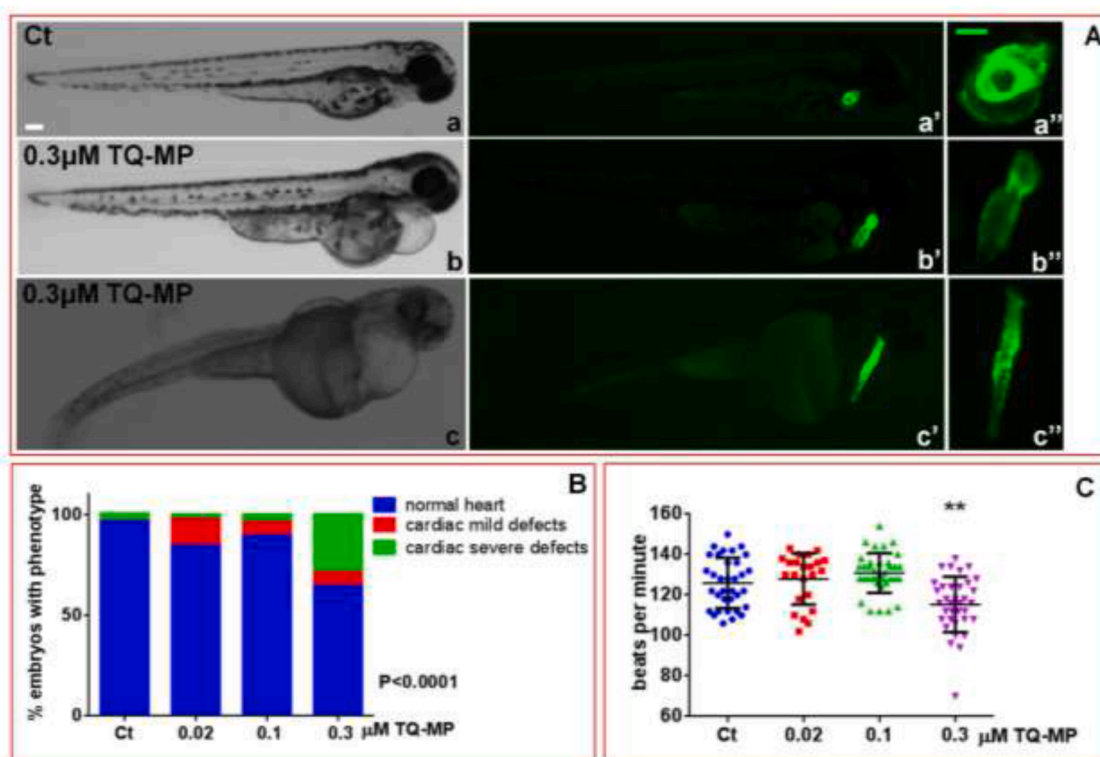 Ct
A
a
a'
a"
0.3μM TQ-MP
b
b'
b"
0.3μM TQ-MP
c
c'
c"
B
% embryos with phenotype
100
50
0
normal heart
cardiac mild defects
cardiac severe defects
P<0.0001
Ct 0.02 0.1 0.3 μM TQ-MP
C
beats per minute
160
140
120
100
80
60
**
Ct 0.02 0.1 0.3 μM TQ-MP